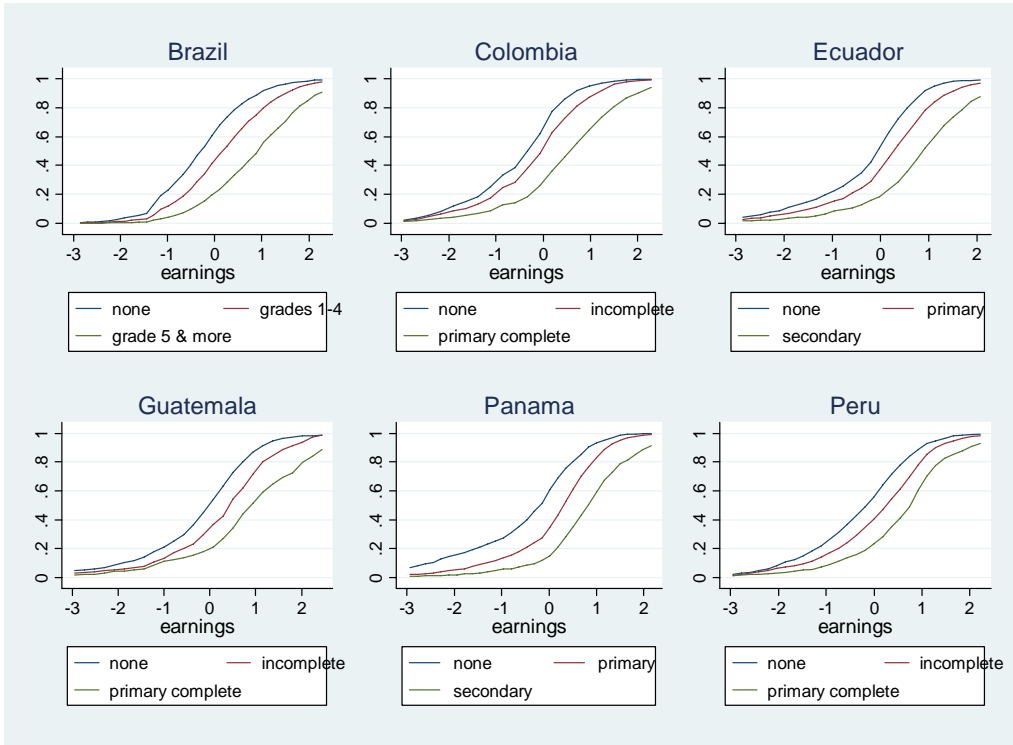 Brazil
0 .2 .4 .6 .8 1
-3 -2 -1 0 1 2
earnings
none grades 1-4
grade 5 & more
Colombia
0 .2 .4 .6 .8 1
-3 -2 -1 0 1 2
earnings
none incomplete
primary complete
Ecuador
0 .2 .4 .6 .8 1
-3 -2 -1 0 1 2
earnings
none primary
secondary
Guatemala
0 .2 .4 .6 .8 1
-3 -2 -1 0 1 2
earnings
none incomplete
primary complete
Panama
0 .2 .4 .6 .8 1
-3 -2 -1 0 1 2
earnings
none primary
secondary
Peru
0 .2 .4 .6 .8 1
-3 -2 -1 0 1 2
earnings
none incomplete
primary complete